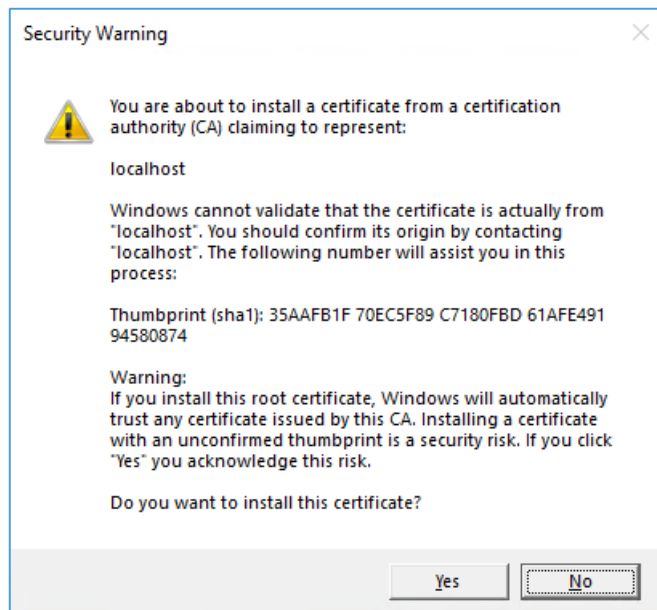 Security Warning
You are about to install a certificate from a certification
authority (CA) claiming to represent:
localhost
Windows cannot validate that the certificate is actually from
"localhost". You should confirm its origin by contacting
"localhost". The following number will assist you in this
process:
Thumbprint (sha1): 35AAFB1F 70EC5F89 C7180FBD 61AFE491
94580874
Warning:
If you install this root certificate, Windows will automatically
trust any certificate issued by this CA. Installing a certificate
with an unconfirmed thumbprint is a security risk. If you click
"Yes" you acknowledge this risk.
Do you want to install this certificate?
Yes
No